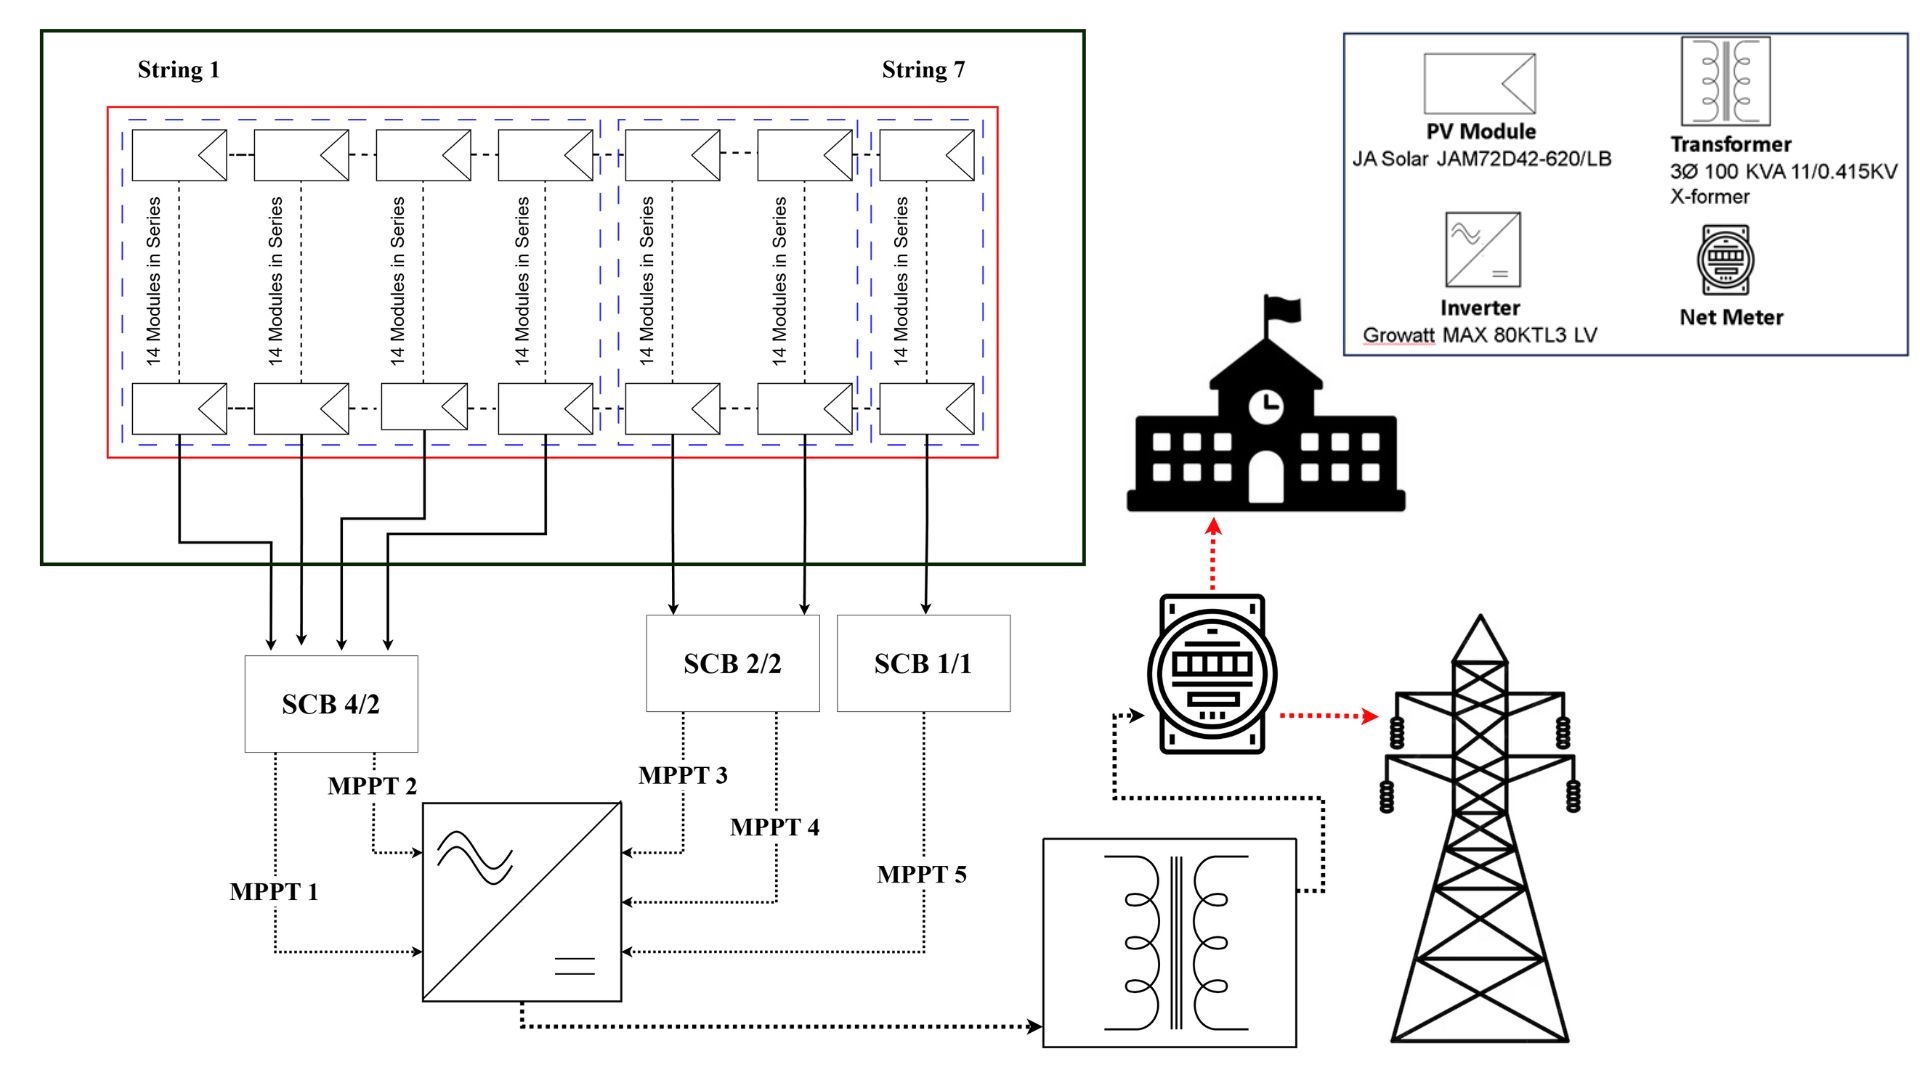 String 1
String 7
14 Modules in Series
14 Modules in Series
14 Modules in Series
14 Modules in Series
14 Modules in Series
14 Modules in Series
14 Modules in Series
PV Module
JA Solar JAM72D42-620/LB
Transformer
3Ø 100 KVA 11/0.415KV
X-former
Inverter
Growatt MAX 80KTL3 LV
Net Meter
SCB 4/2
SCB 2/2
SCB 1/1
MPPT 2
MPPT 3
MPPT 4
MPPT 5
MPPT 1